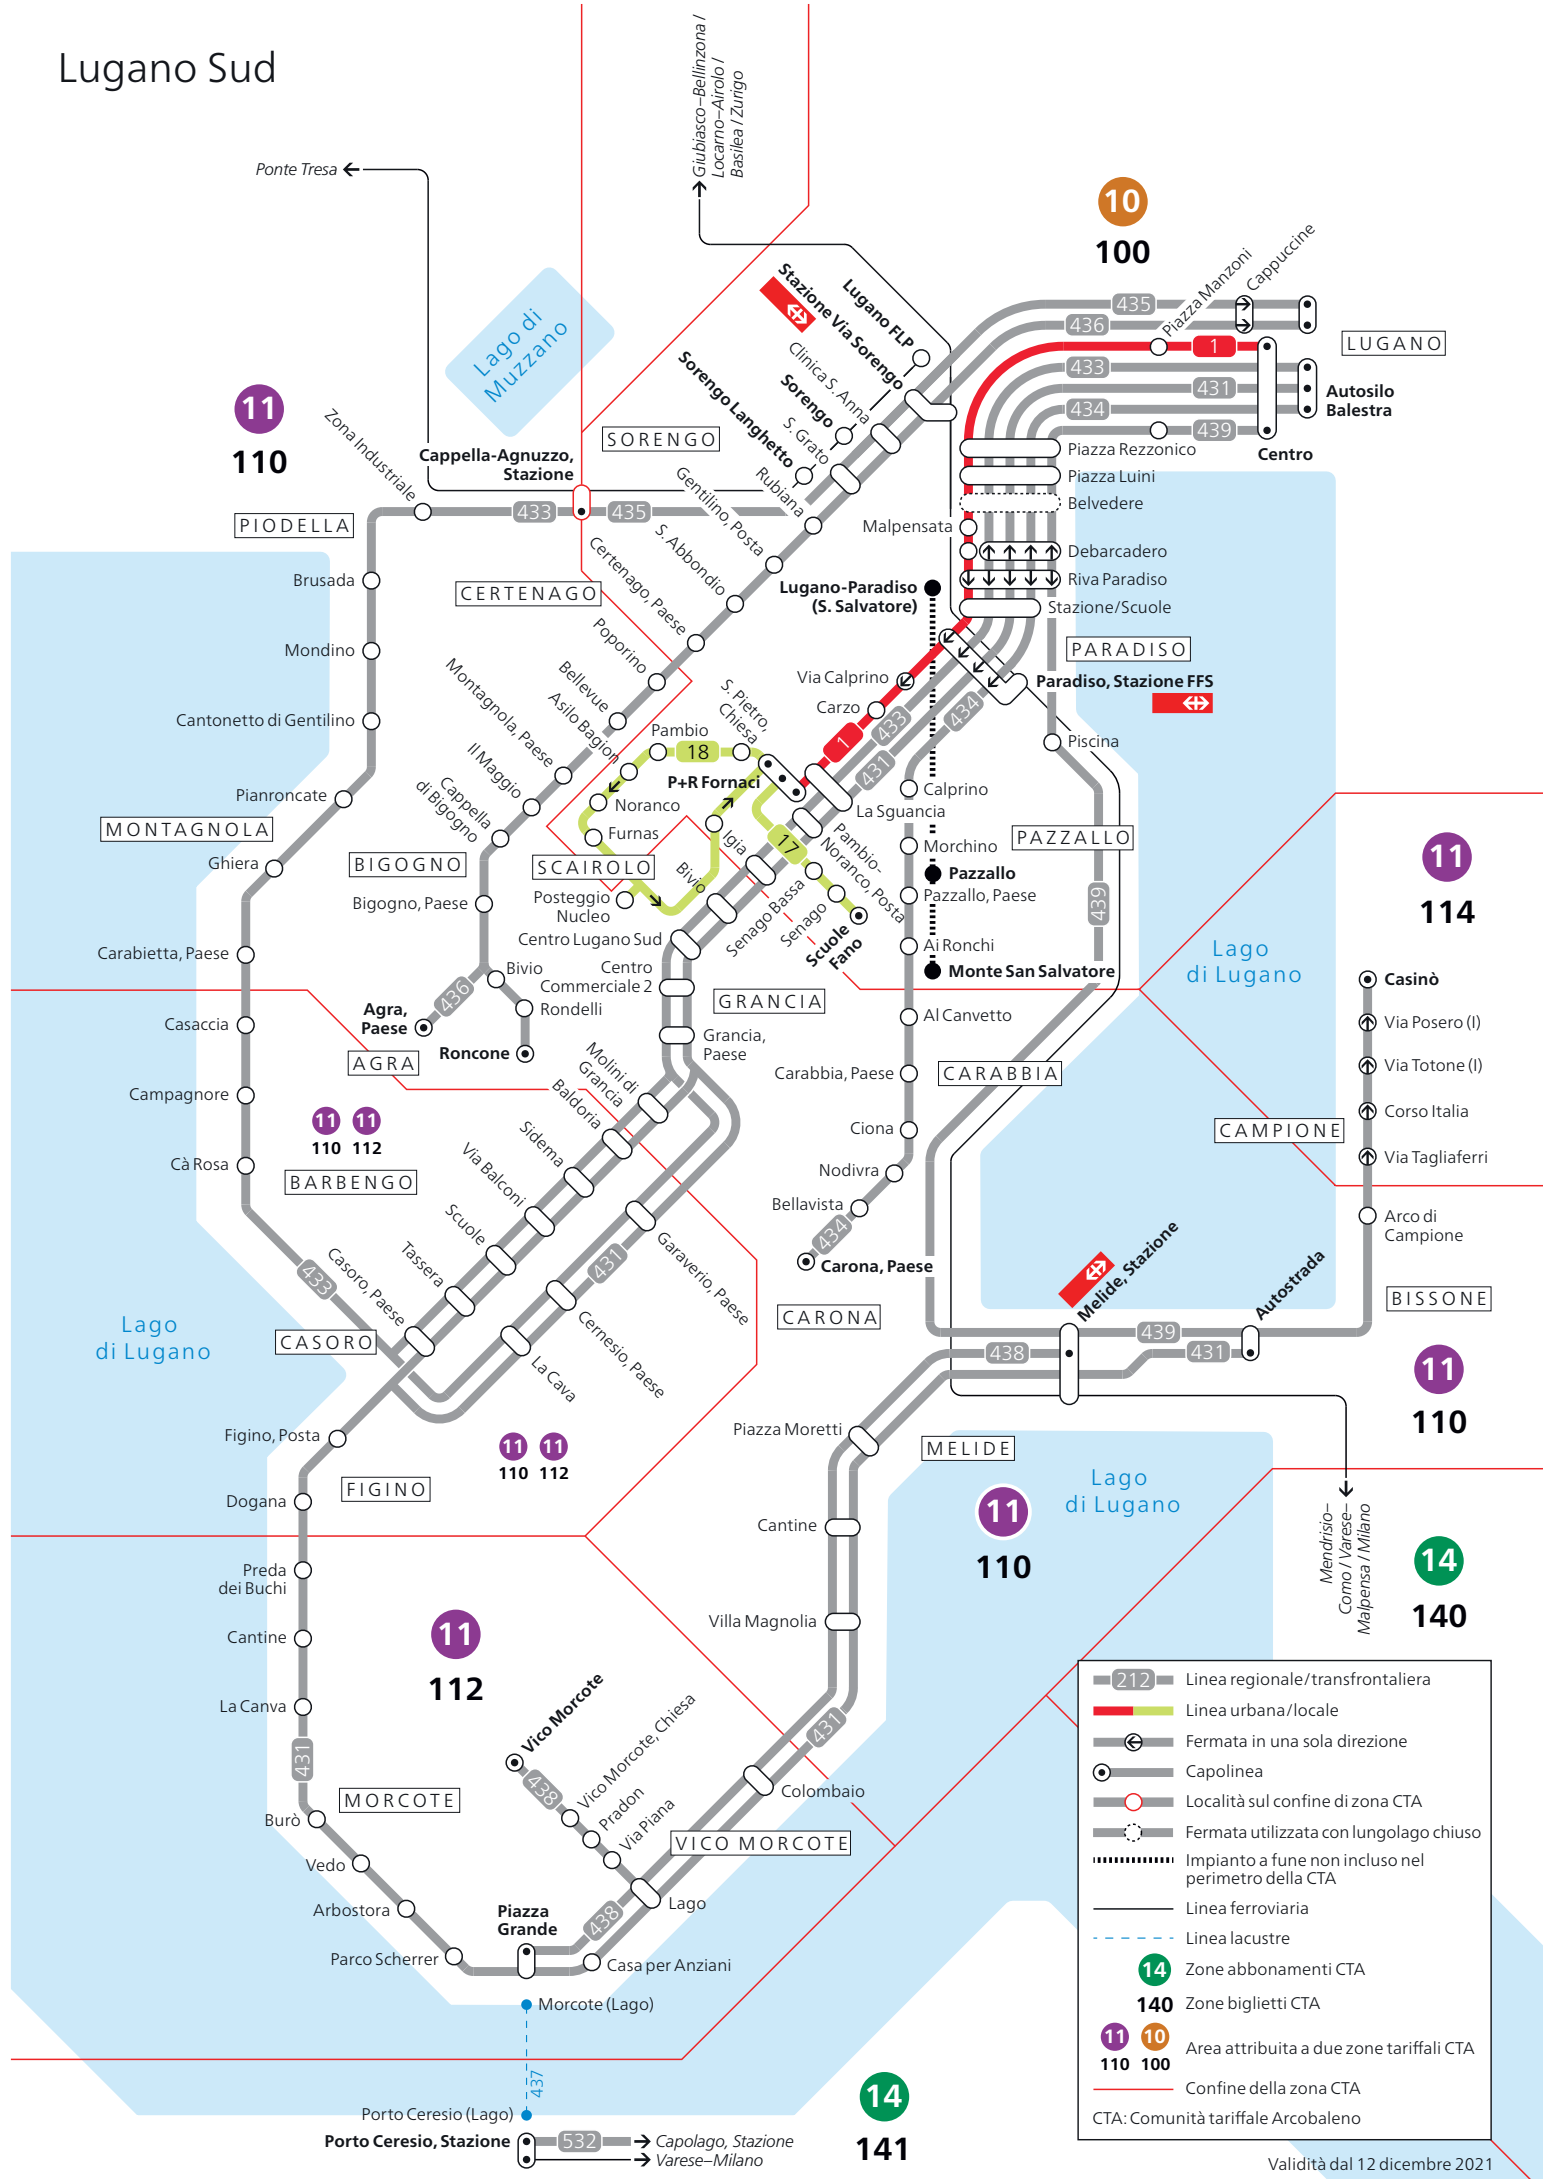 Lugano Sud
Giubiasco–Bellinzona /
Locarno–Airolo /
Basilea / Zurigo
Ponte Tresa
10
100
Lago di
Muzzano
Stazione Via Sorengo
Lugano FLP
Clinica S. Anna
Sorengo
S. Grato
Sorengo Langhetto
Rubiana
Gentilino, Posta
S. Abbondio
Certenago, Paese
Poporino
Bellevue
Asilo Bagion
Montagnola, Paese
II Maggio
Cappella
di Bigogno
Piazza Manzoni
Cappuccine
435
436
1
433
431
434
439
LUGANO
Autosilo
Balestra
Centro
11
110
Zona Industriale
Cappella-Agnuzzo,
Stazione
SORENGO
433
435
PIODELLA
CERTENAGO
Piazza Rezzonico
Piazza Luini
Belvedere
Malpensata
Debarcadero
Riva Paradiso
Stazione/Scuole
Lugano-Paradiso
(S. Salvatore)
PARADISO
Paradiso, Stazione FFS
Via Calprino
Carzo
1
433
431
434
Piscina
Brusada
Mondino
Cantonetto di Gentilino
Pianroncate
MONTAGNOLA
Ghiera
Carabietta, Paese
Casaccia
Campagnore
Cà Rosa
433
BIGOGNO
Bigogno, Paese
Bivio
Rondelli
436
Agra,
Paese
Roncone
AGRA
S. Pietro,
Chiesa
Pambio
18
P+R Fornaci
Noranco
Furnas
Igia
SCAIROLO
Posteggio
Nucleo
Bivio
17
La Sguancia
Pambio-
Noranco, Posta
Senago Bassa
Senago
Scuole
Fano
Calprino
Morchino
Pazzallo
Pazzallo, Paese
Ai Ronchi
Monte San Salvatore
Al Canvetto
Carabbia, Paese
Ciona
Nodivra
Bellavista
434
Carona, Paese
PAZZALLO
439
CARABBIA
CARONA
11
114
Lago
di Lugano
Casinò
Via Posero (I)
Via Totone (I)
Corso Italia
Via Tagliaferri
CAMPIONE
Arco di
Campione
BISSONE
Centro Lugano Sud
Centro
Commerciale 2
GRANCIA
Grancia,
Paese
Molini di
Grancia
Baldoria
Sidema
Via Balconi
Scuole
Tassera
Casoro, Paese
11 11
110 112
BARBENGO
431
Garaverio, Paese
Cernesio, Paese
La Cava
CASORO
Lago
di Lugano
11 11
110 112
Melide, Stazione
Autostrada
439
438
431
11
110
Piazza Moretti
MELIDE
Lago
di Lugano
11
110
Mendrisio–
Como / Varese–
Malpensa / Milano
14
140
Cantine
Villa Magnolia
431
Figino, Posta
FIGINO
Dogana
Preda
dei Buchi
Cantine
La Canva
431
Burò
Vedo
Arbostora
Parco Scherrer
11
112
MORCOTE
Vico Morcote
438
Vico Morcote, Chiesa
Pradon
Via Piana
VICO MORCOTE
Colombaio
Lago
438
Piazza
Grande
Casa per Anziani
Morcote (Lago)
437
Porto Ceresio (Lago)
Porto Ceresio, Stazione
532
Capolago, Stazione
Varese–Milano
14
141
212 Linea regionale/transfrontaliera
Linea urbana/locale
Fermata in una sola direzione
Capolinea
Località sul confine di zona CTA
Fermata utilizzata con lungolago chiuso
Impianto a fune non incluso nel
perimetro della CTA
Linea ferroviaria
Linea lacustre
14 Zone abbonamenti CTA
140 Zone biglietti CTA
11 10
110 100
Area attribuita a due zone tariffali CTA
Confine della zona CTA
CTA: Comunità tariffale Arcobaleno
Validità dal 12 dicembre 2021